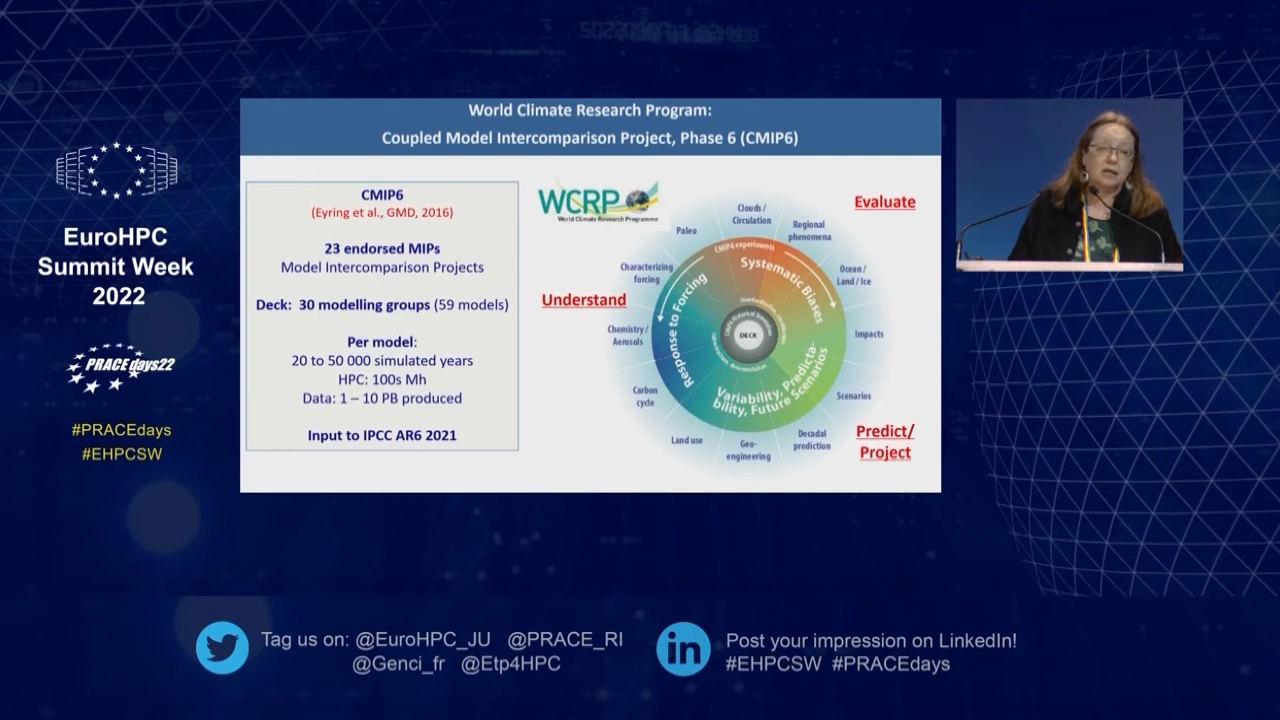 EuroHPC
Summit Week
2022
PRACEdays22
#PRACEdays
#EHPCSW
World Climate Research Program:
Coupled Model Intercomparison Project, Phase 6 (CMIP6)
CMIP6
(Eyring et al., GMD, 2016)
23 endorsed MIPs
Model Intercomparison Projects
Deck: 30 modelling groups (59 models)
Per model:
20 to 50 000 simulated years
HPC: 100s Mh
Data: 1 – 10 PB produced
Input to IPCC AR6 2021
WCRP
World Climate Research Programme
Evaluate
Understand
Predict/
Project
Clouds /
Circulation
Regional
phenomena
Ocean /
Land / Ice
Impacts
Scenarios
Decadal
prediction
Geo-
engineering
Land use
Carbon
cycle
Chemistry /
Aerosols
Characterizing
forcing
Paleo
CMIP6 experiments
Systematic Biases
Response to Forcing
Variability, Predicta-
bility, Future Scenarios
DECK
Tag us on: @EuroHPC_JU @PRACE_RI
@Genci_fr @Etp4HPC
in
Post your impression on LinkedIn!
#EHPCSW #PRACEdays